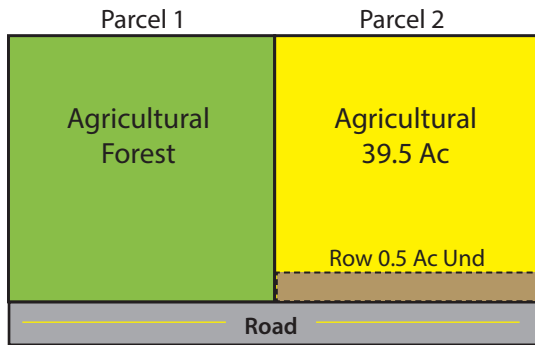 Parcel 1
Parcel 2
Agricultural
Forest
Agricultural
39.5 Ac
Row 0.5 Ac Und
Road